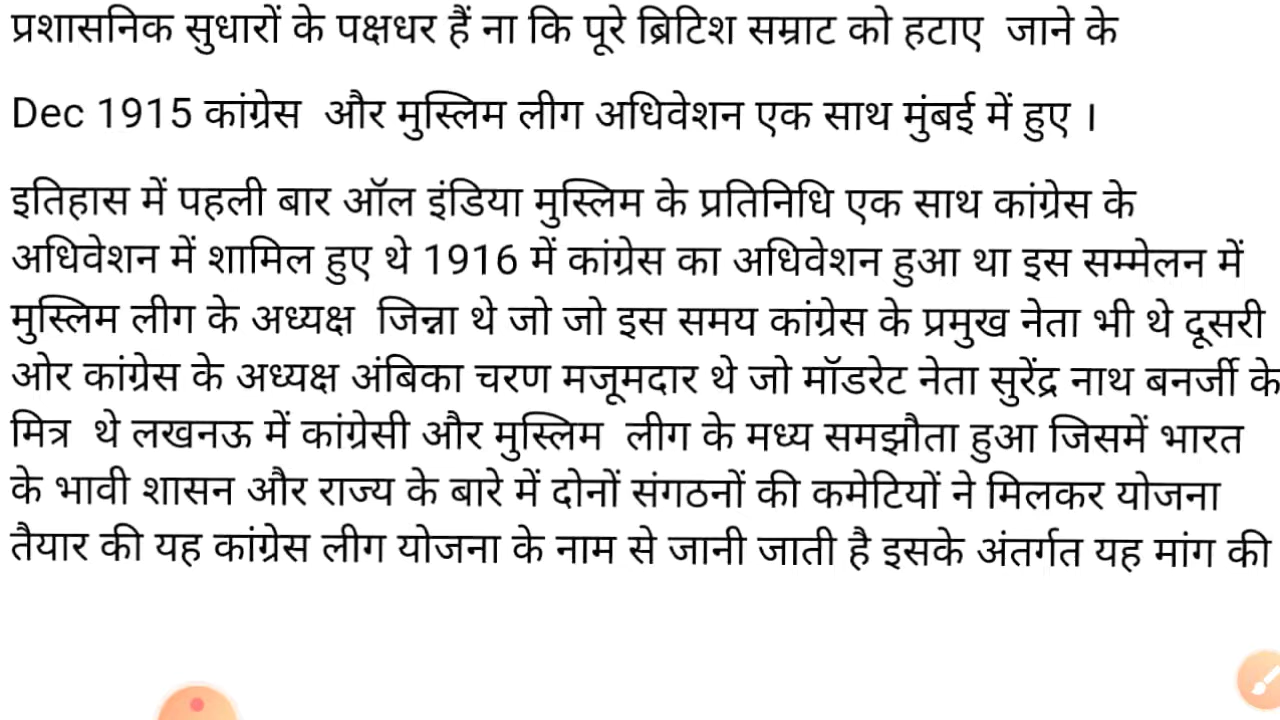 प्रशासनिक सुधारों के पक्षधर हैं ना कि पूरे ब्रिटिश सम्राट को हटाए जाने के
Dec 1915 कांग्रेस और मुस्लिम लीग अधिवेशन एक साथ मुंबई में हुए ।
इतिहास में पहली बार ऑल इंडिया मुस्लिम के प्रतिनिधि एक साथ कांग्रेस के
अधिवेशन में शामिल हुए थे 1916 में कांग्रेस का अधिवेशन हुआ था इस सम्मेलन में
मुस्लिम लीग के अध्यक्ष जिन्ना थे जो जो इस समय कांग्रेस के प्रमुख नेता भी थे दूसरी
ओर कांग्रेस के अध्यक्ष अंबिका चरण मजूमदार थे जो मॉडरेट नेता सुरेंद्र नाथ बनर्जी के
मित्र थे लखनऊ में कांग्रेसी और मुस्लिम लीग के मध्य समझौता हुआ जिसमें भारत
के भावी शासन और राज्य के बारे में दोनों संगठनों की कमेटियों ने मिलकर योजना
तैयार की यह कांग्रेस लीग योजना के नाम से जानी जाती है इसके अंतर्गत यह मांग की